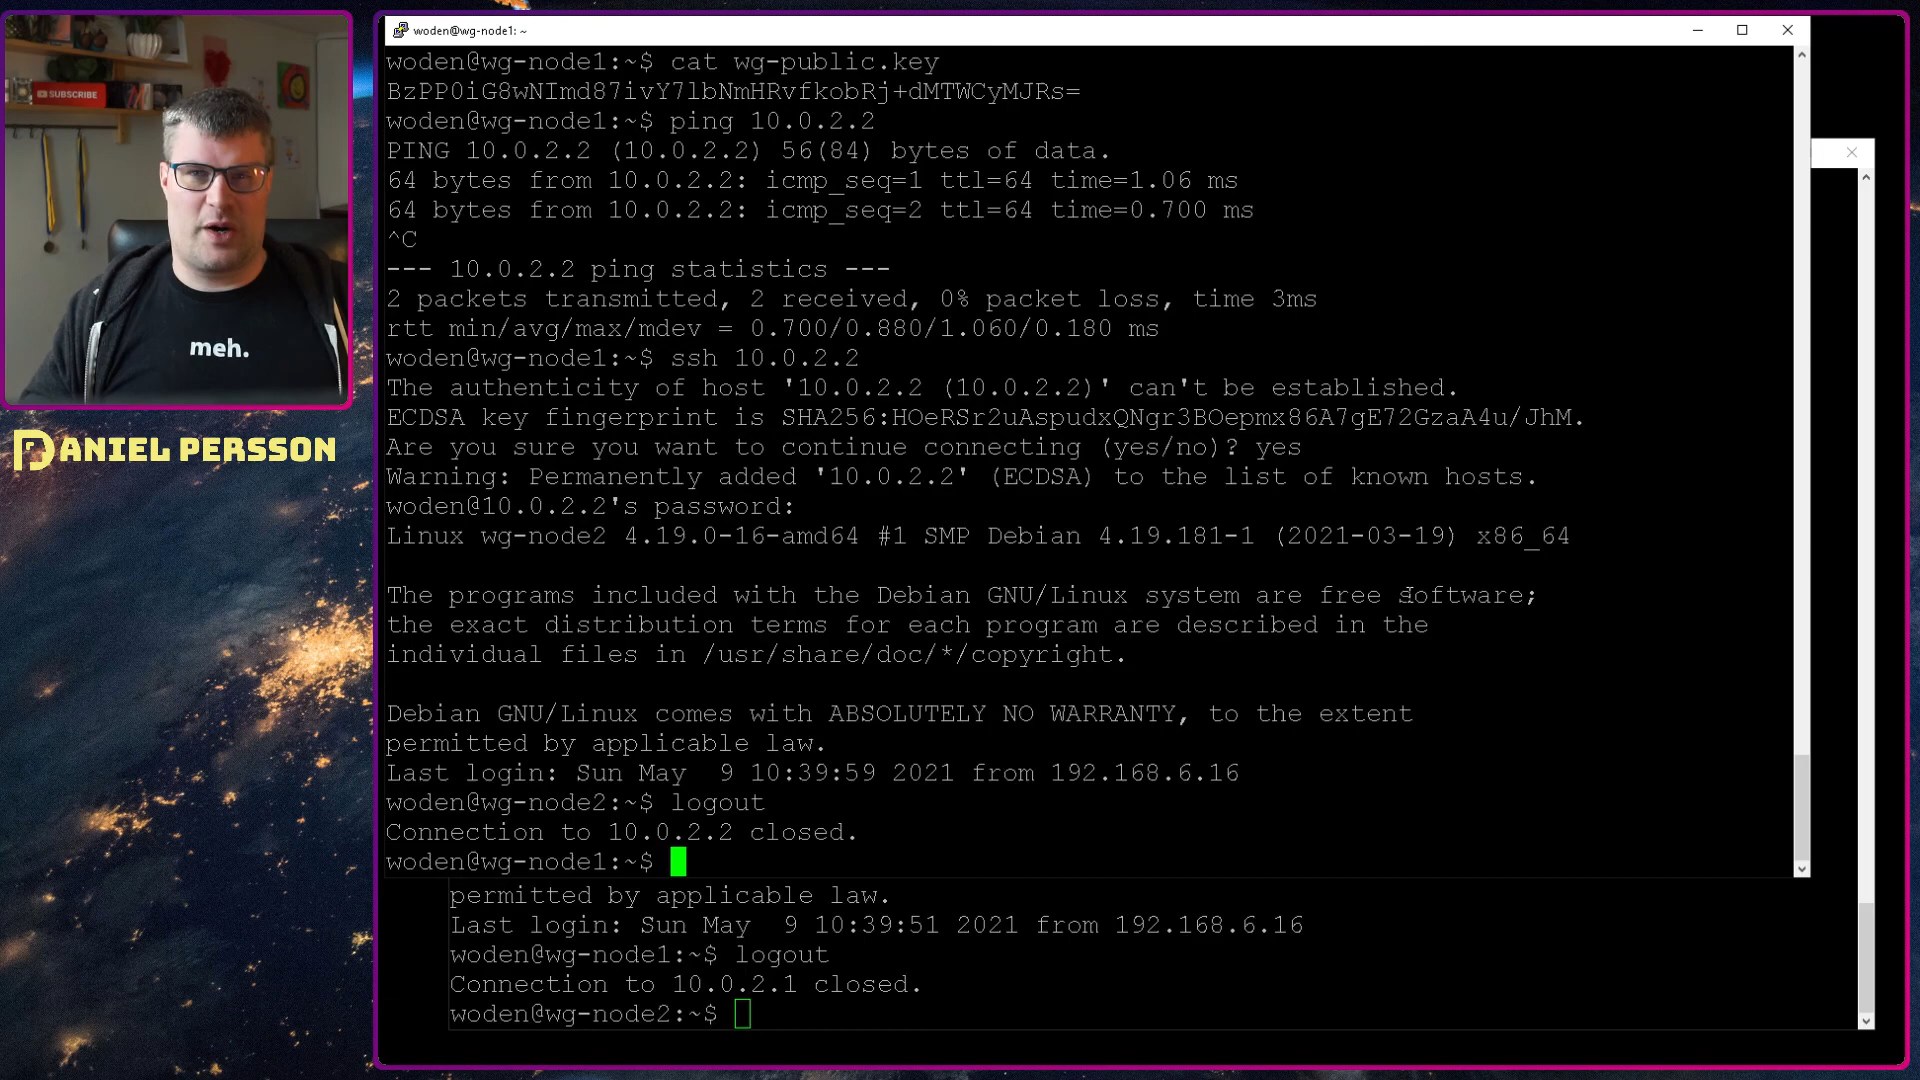 SUBSCRIBE
meh.
DANIEL PERSSON
woden@wg-node1: ~
woden@wg-node1:~$ cat wg-public.key
BzPP0iG8wNImd87ivY7lbNmHRvfkobRj+dMTWCyMJRs=
woden@wg-node1:~$ ping 10.0.2.2
PING 10.0.2.2 (10.0.2.2) 56(84) bytes of data.
64 bytes from 10.0.2.2: icmp_seq=1 ttl=64 time=1.06 ms
64 bytes from 10.0.2.2: icmp_seq=2 ttl=64 time=0.700 ms
^C
--- 10.0.2.2 ping statistics ---
2 packets transmitted, 2 received, 0% packet loss, time 3ms
rtt min/avg/max/mdev = 0.700/0.880/1.060/0.180 ms
woden@wg-node1:~$ ssh 10.0.2.2
The authenticity of host '10.0.2.2 (10.0.2.2)' can't be established.
ECDSA key fingerprint is SHA256:HOeRSr2uAspudxQNgr3BOepmx86A7gE72GzaA4u/JhM.
Are you sure you want to continue connecting (yes/no)? yes
Warning: Permanently added '10.0.2.2' (ECDSA) to the list of known hosts.
woden@10.0.2.2's password:
Linux wg-node2 4.19.0-16-amd64 #1 SMP Debian 4.19.181-1 (2021-03-19) x86_64
The programs included with the Debian GNU/Linux system are free software;
the exact distribution terms for each program are described in the
individual files in /usr/share/doc/*/copyright.
Debian GNU/Linux comes with ABSOLUTELY NO WARRANTY, to the extent
permitted by applicable law.
Last login: Sun May  9 10:39:59 2021 from 192.168.6.16
woden@wg-node2:~$ logout
Connection to 10.0.2.2 closed.
woden@wg-node1:~$
permitted by applicable law.
Last login: Sun May  9 10:39:51 2021 from 192.168.6.16
woden@wg-node1:~$ logout
Connection to 10.0.2.1 closed.
woden@wg-node2:~$